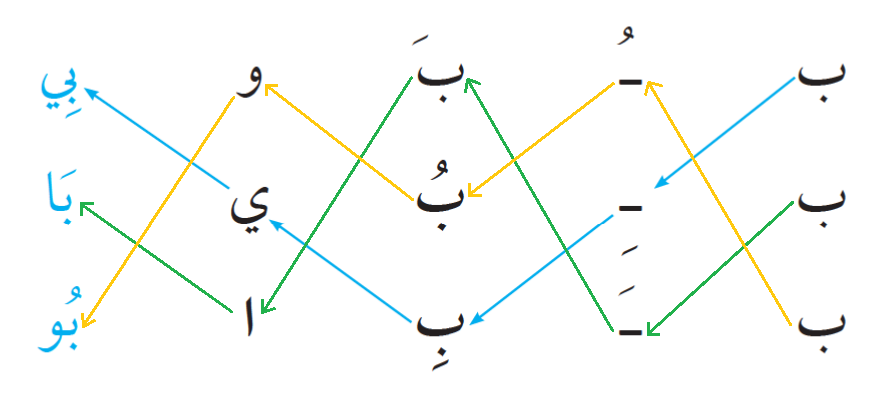 ب ـُ بَ و بِي
ب ـِ بُ ي بَا
ب ـَ بِ ا بُو